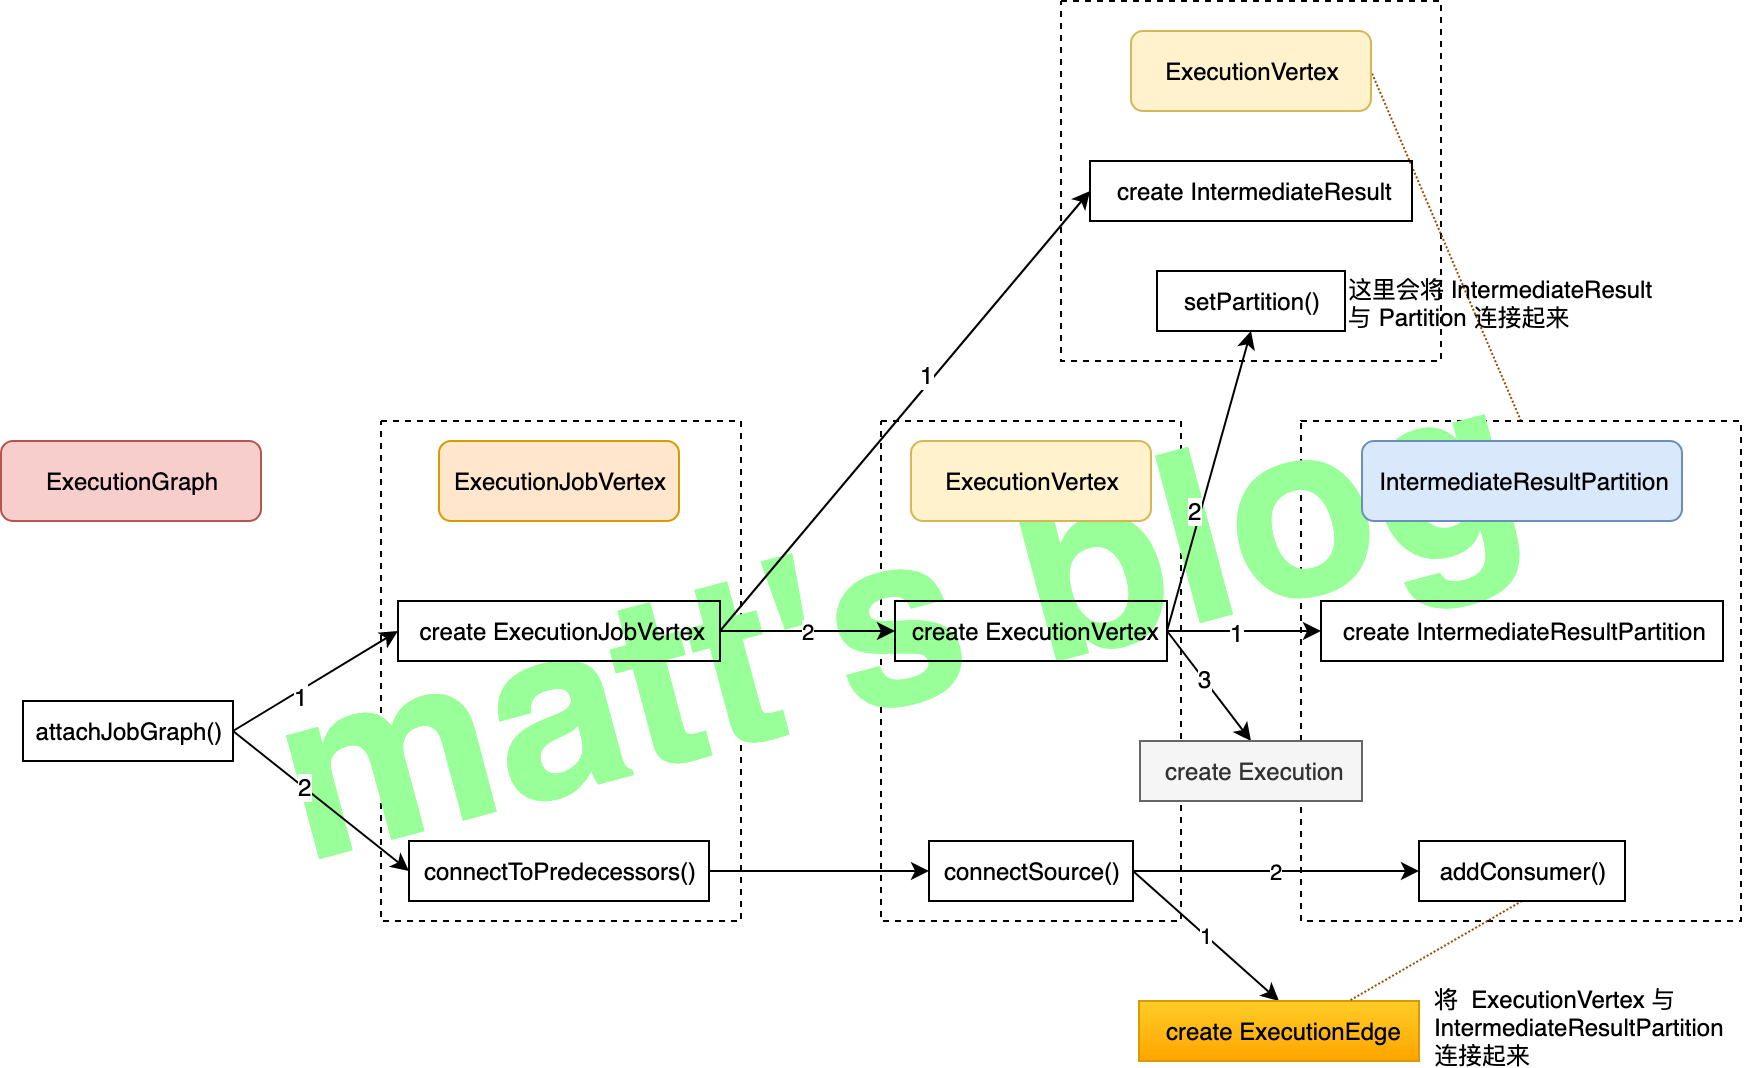 ExecutionVertex
create IntermediateResult
setPartition()
这里会将 IntermediateResult
与 Partition 连接起来
1
ExecutionGraph
ExecutionJobVertex
ExecutionVertex
IntermediateResultPartition
2
create ExecutionJobVertex
2
create ExecutionVertex
1
create IntermediateResultPartition
3
1
attachJobGraph()
2
create Execution
connectToPredecessors()
connectSource()
2
addConsumer()
1
create ExecutionEdge
将 ExecutionVertex 与
IntermediateResultPartition
连接起来
matt's blog